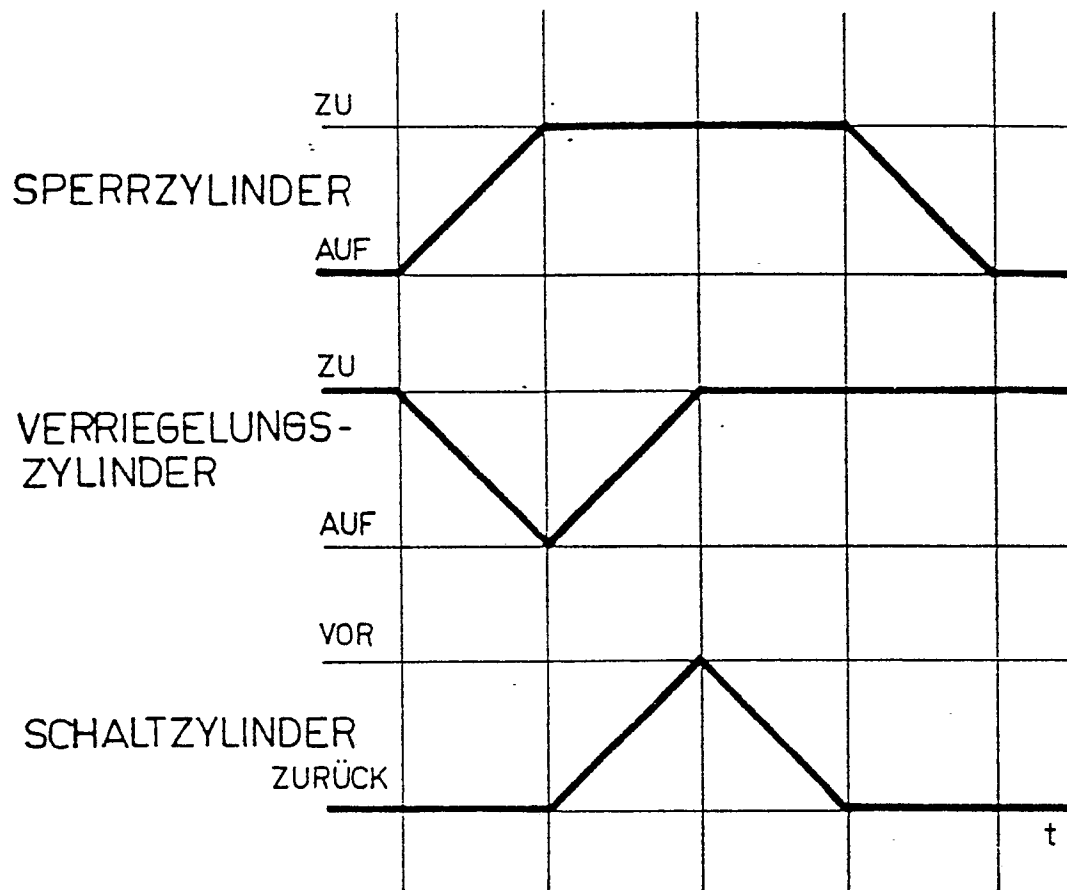 ZU
SPERRZYLINDER
AUF
ZU
VERRIEGELUNGS-
ZYLINDER
AUF
VOR
SCHALTZYLINDER
ZURÜCK
t